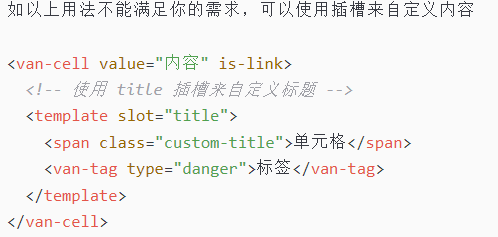 如以上用法不能满足你的需求，可以使用插槽来自定义内容
<van-cell value="内容" is-link>
<!-- 使用 title 插槽来自定义标题 -->
<template slot="title">
<span class="custom-title">单元格</span>
<van-tag type="danger">标签</van-tag>
</template>
</van-cell>